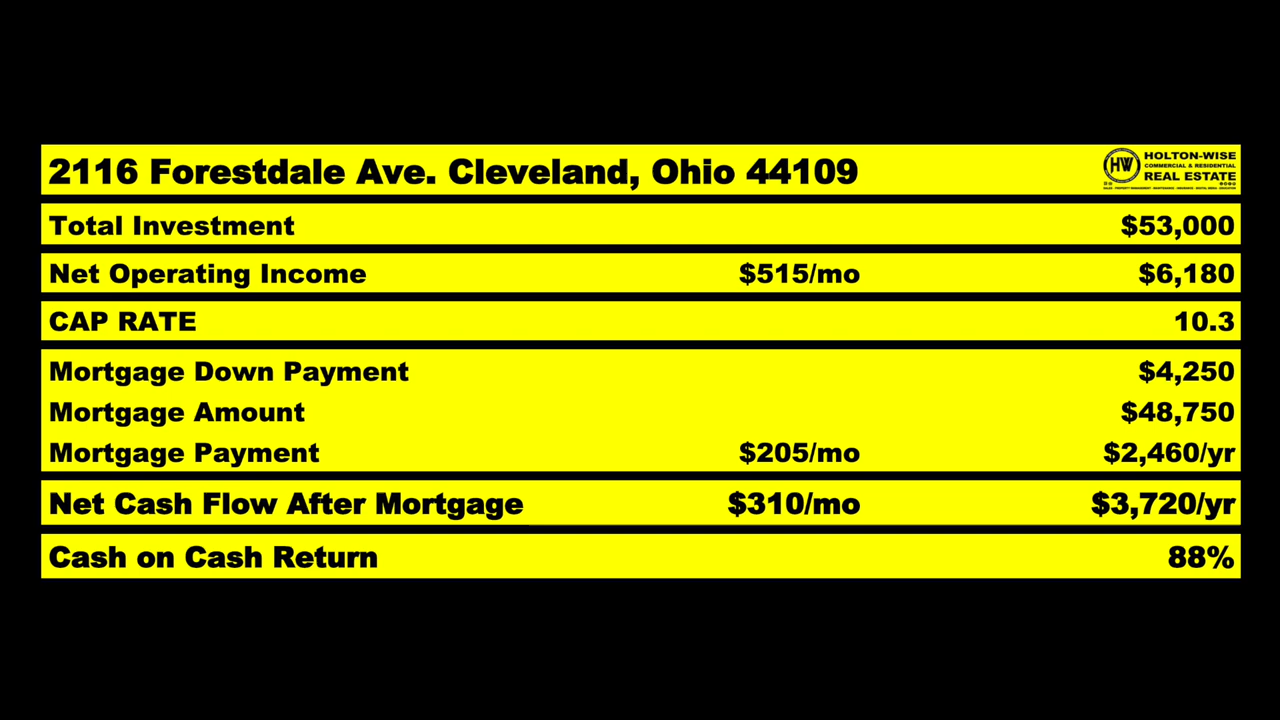 2116 Forestdale Ave. Cleveland, Ohio 44109
HW
HOLTON-WISE
COMMERCIAL & RESIDENTIAL
REAL ESTATE
Total Investment $53,000
Net Operating Income $515/mo $6,180
CAP RATE 10.3
Mortgage Down Payment $4,250
Mortgage Amount $48,750
Mortgage Payment $205/mo $2,460/yr
Net Cash Flow After Mortgage $310/mo $3,720/yr
Cash on Cash Return 88%